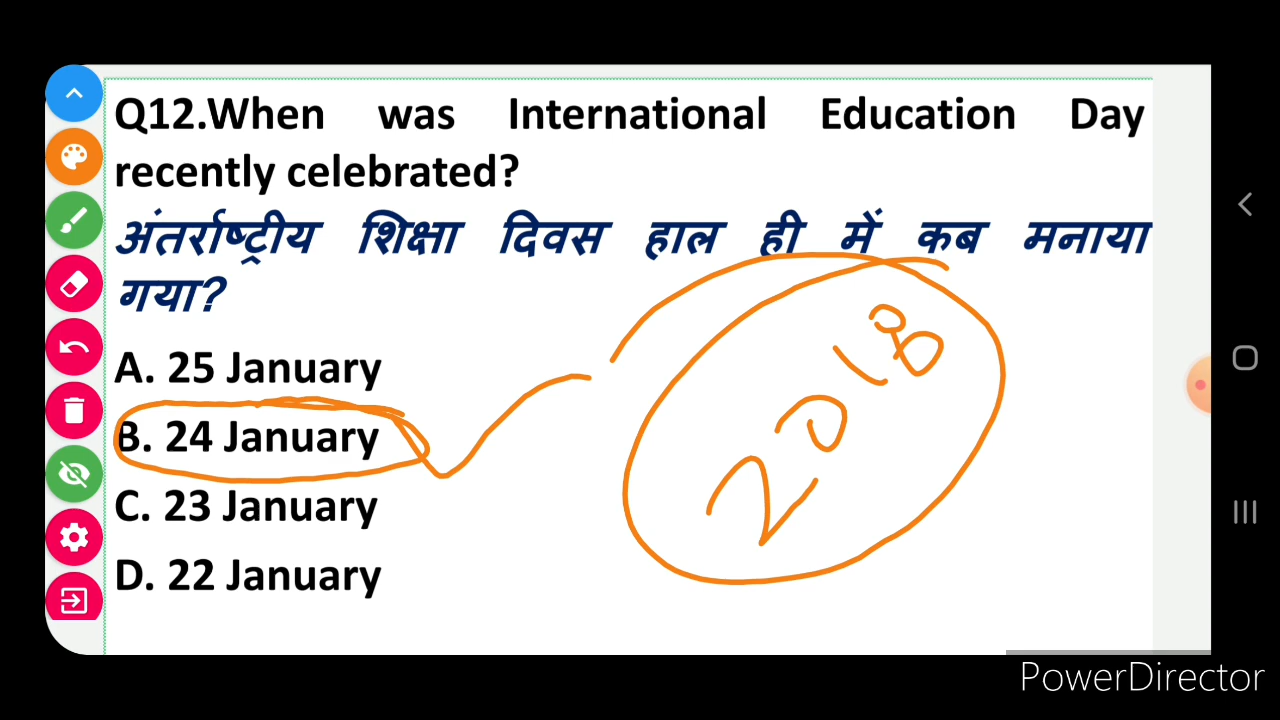 Q12.When was International Education Day
recently celebrated?
अंतर्राष्ट्रीय शिक्षा दिवस हाल ही में कब मनाया
गया?
A. 25 January
B. 24 January
C. 23 January
D. 22 January
2018
PowerDirector